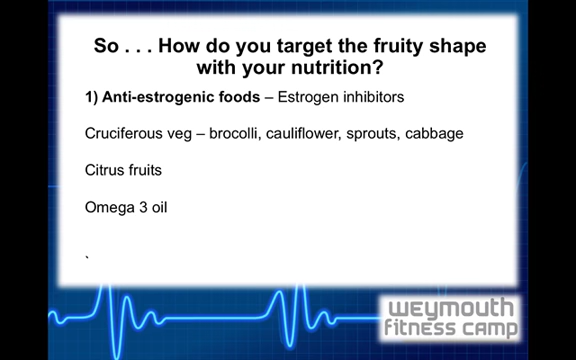 So . . . How do you target the fruity shape
with your nutrition?
1) Anti-estrogenic foods – Estrogen inhibitors
Cruciferous veg – brocolli, cauliflower, sprouts, cabbage
Citrus fruits
Omega 3 oil
`
weymouth
fitness camp